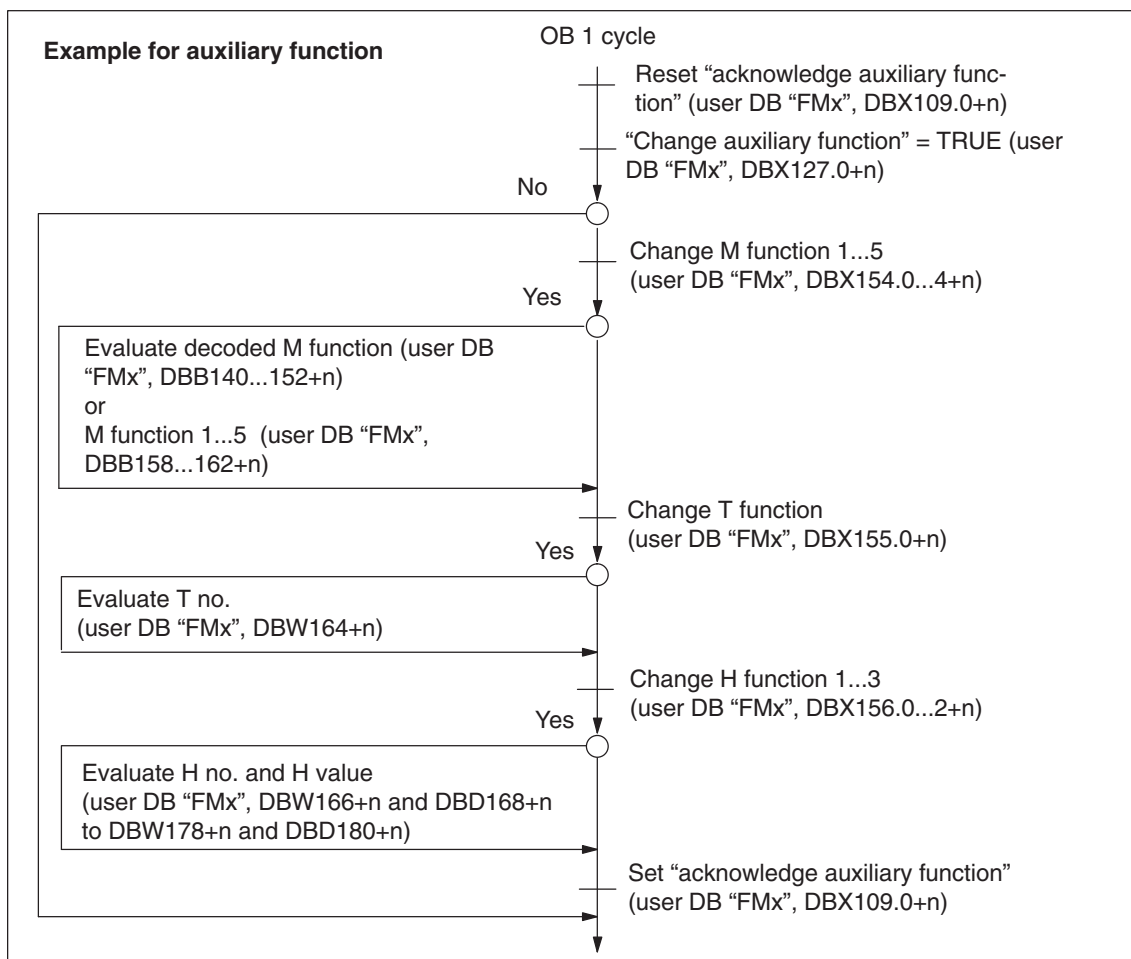 Example for auxiliary function
OB 1 cycle
Reset “acknowledge auxiliary func-
tion” (user DB “FMx”, DBX109.0+n)
“Change auxiliary function” = TRUE (user
DB “FMx”, DBX127.0+n)
No
Change M function 1...5
(user DB “FMx”, DBX154.0...4+n)
Yes
Evaluate decoded M function (user DB
“FMx”, DBB140...152+n)
or
M function 1...5 (user DB “FMx”,
DBB158...162+n)
Change T function
(user DB “FMx”, DBX155.0+n)
Yes
Evaluate T no.
(user DB “FMx”, DBW164+n)
Change H function 1...3
(user DB “FMx”, DBX156.0...2+n)
Yes
Evaluate H no. and H value
(user DB “FMx”, DBW166+n and DBD168+n
to DBW178+n and DBD180+n)
Set “acknowledge auxiliary function”
(user DB “FMx”, DBX109.0+n)